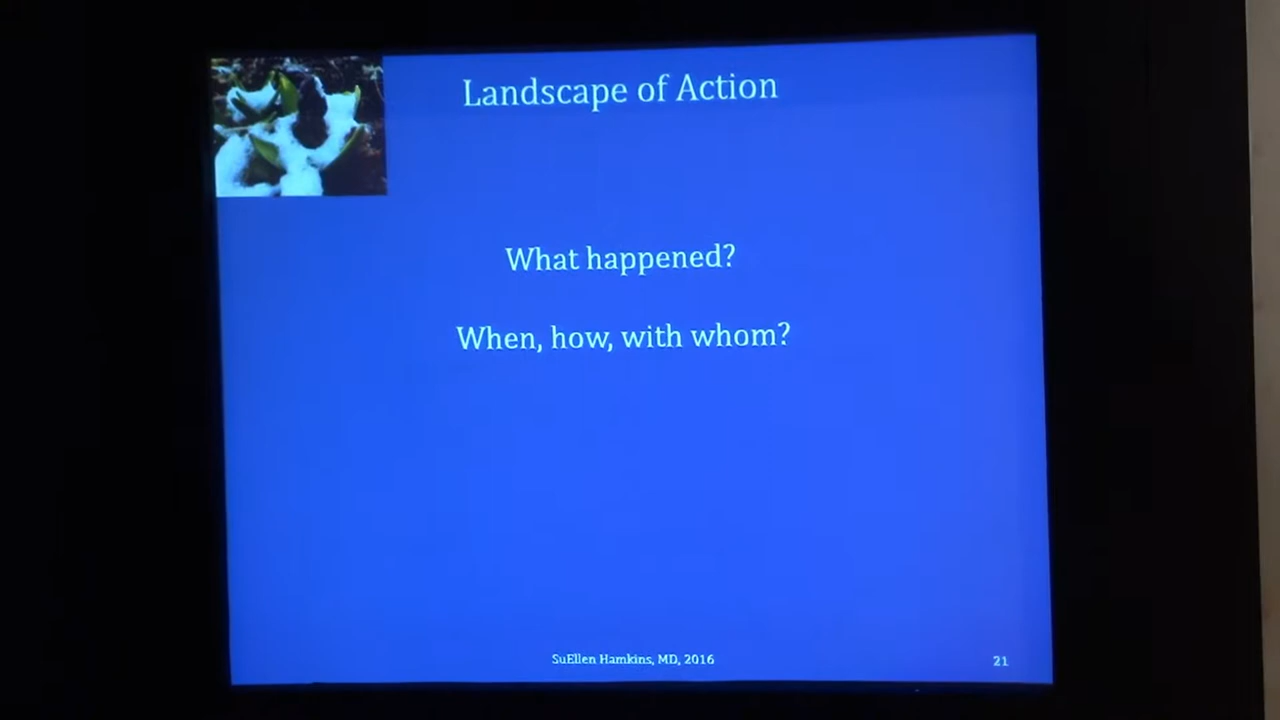 Landscape of Action
What happened?
When, how, with whom?
SuEllen Hamkins, MD, 2016
21